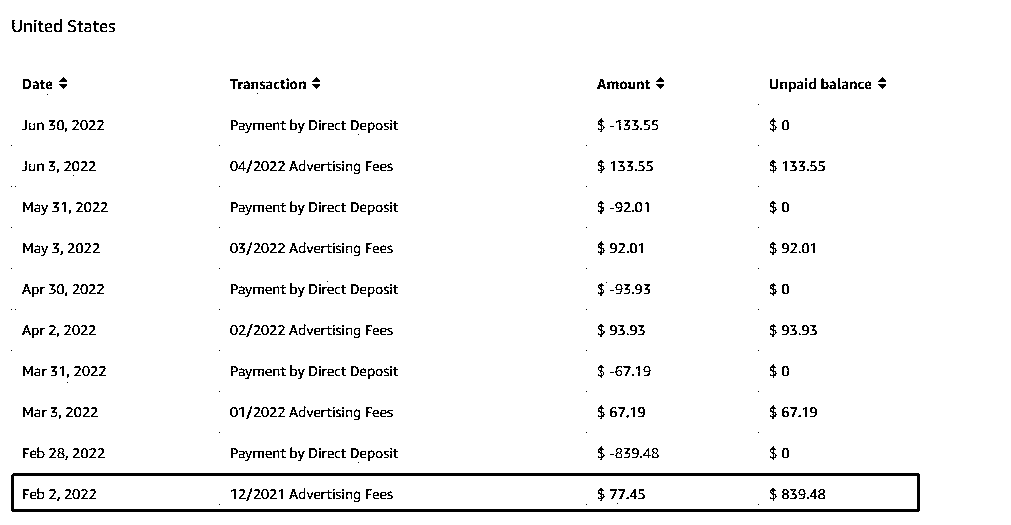 United States
Date Transaction Amount Unpaid balance
Jun 30, 2022 Payment by Direct Deposit $ -133.55 $ 0
Jun 3, 2022 04/2022 Advertising Fees $ 133.55 $ 133.55
May 31, 2022 Payment by Direct Deposit $ -92.01 $ 0
May 3, 2022 03/2022 Advertising Fees $ 92.01 $ 92.01
Apr 30, 2022 Payment by Direct Deposit $ -93.93 $ 0
Apr 2, 2022 02/2022 Advertising Fees $ 93.93 $ 93.93
Mar 31, 2022 Payment by Direct Deposit $ -67.19 $ 0
Mar 3, 2022 01/2022 Advertising Fees $ 67.19 $ 67.19
Feb 28, 2022 Payment by Direct Deposit $ -839.48 $ 0
Feb 2, 2022 12/2021 Advertising Fees $ 77.45 $ 839.48